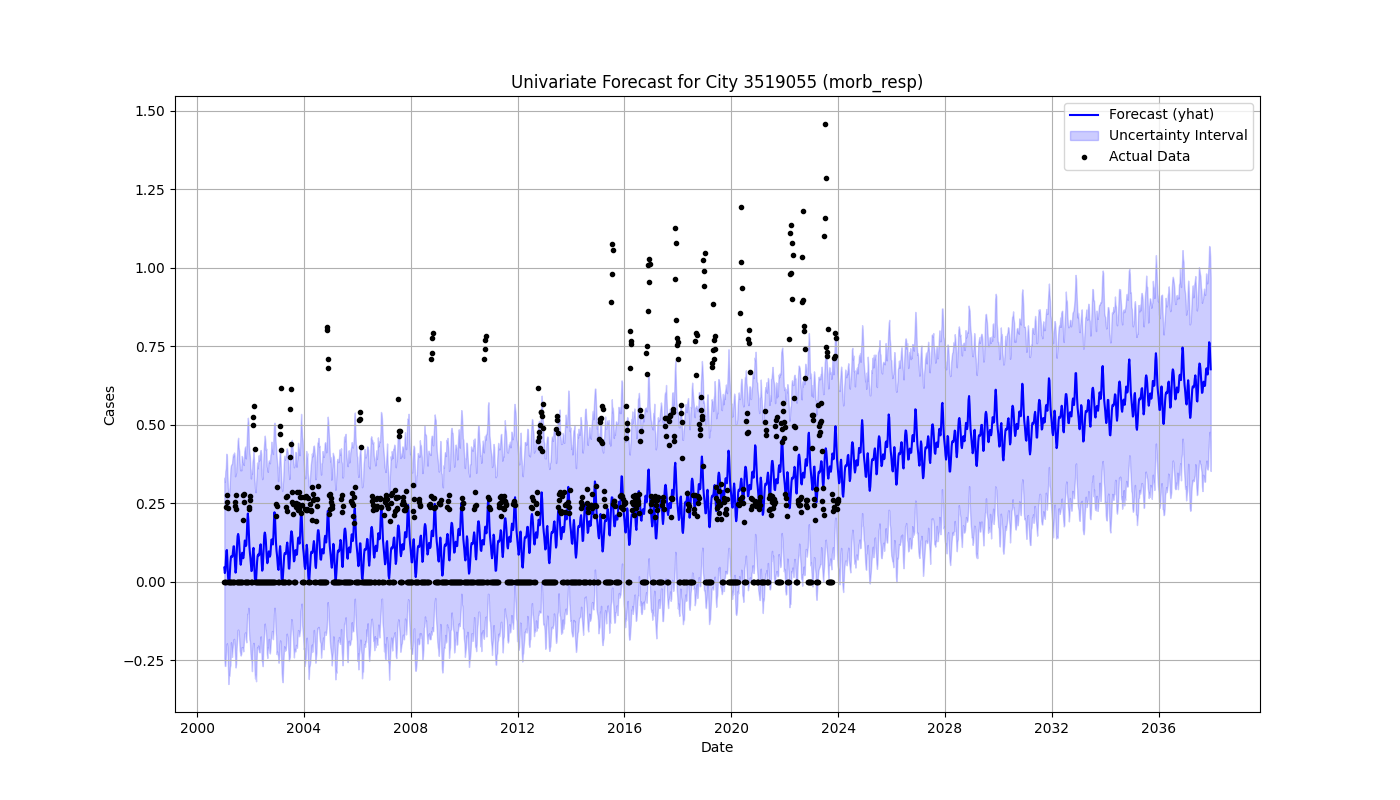 Univariate Forecast for City 3519055 (morb_resp)
1.50
1.25
1.00
0.75
0.50
0.25
0.00
−0.25
Cases
Forecast (yhat)
Uncertainty Interval
Actual Data
2000 2004 2008 2012 2016 2020 2024 2028 2032 2036
Date